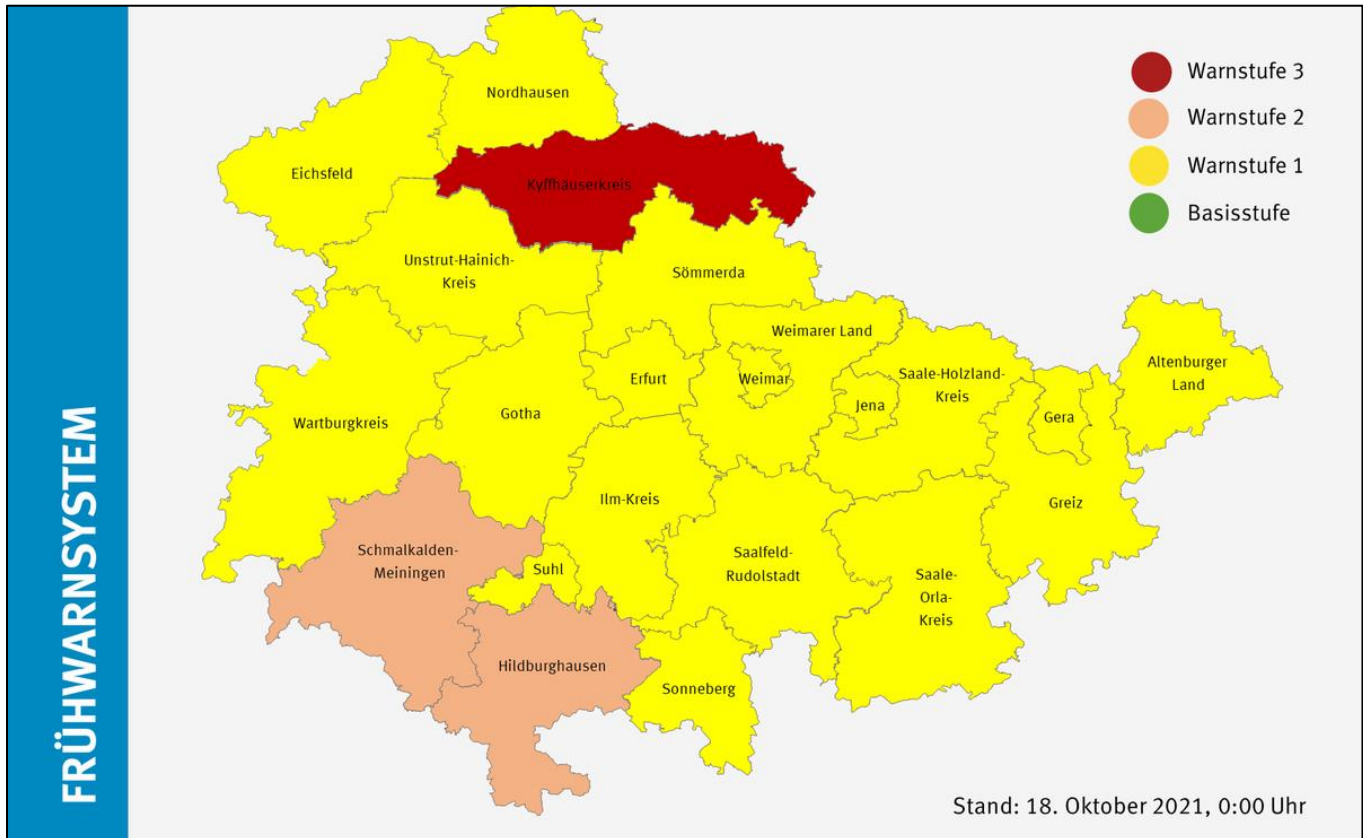 FRÜHWARNSYSTEM
Warnstufe 3
Warnstufe 2
Warnstufe 1
Basisstufe
Nordhausen
Eichsfeld
Kyffhäuserkreis
Unstrut-Hainich-
Kreis
Sömmerda
Weimarer Land
Altenburger
Land
Saale-Holzland-
Kreis
Erfurt
Weimar
Jena
Gera
Gotha
Wartburgkreis
Ilm-Kreis
Greiz
Schmalkalden-
Meiningen
Suhl
Saalfeld-
Rudolstadt
Saale-
Orla-
Kreis
Hildburghausen
Sonneberg
Stand: 18. Oktober 2021, 0:00 Uhr